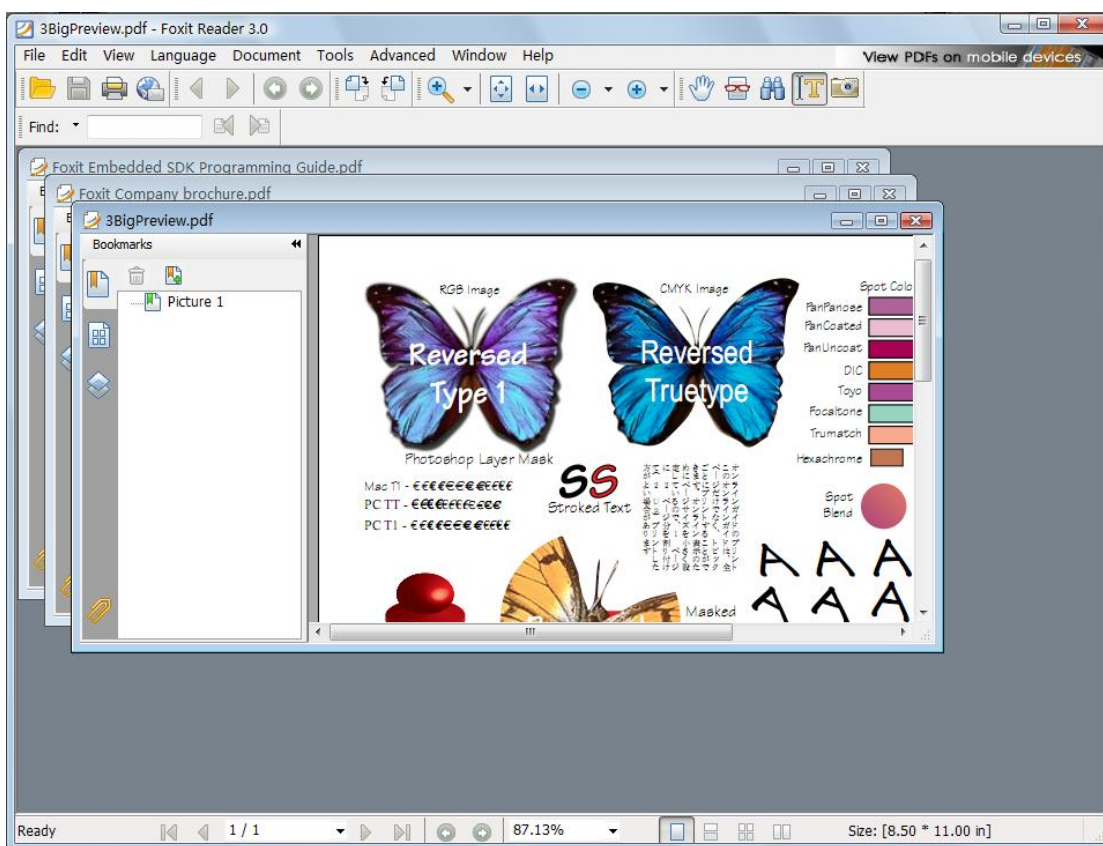 3BigPreview.pdf - Foxit Reader 3.0
File Edit View Language Document Tools Advanced Window Help
View PDFs on mobile devices
Find:
Foxit Embedded SDK Programming Guide.pdf
Foxit Company brochure.pdf
3BigPreview.pdf
Bookmarks
Picture 1
RGB Image
CMYK Image
Spot Colo
PanPanose
PanCoated
PanUncoat
DIC
Toyo
Focaltone
Trumatch
Hexachrome
Reversed
Type 1
Reversed
Truetype
Photoshop Layer Mask
Mac T1 - €€€€€€€€€€€€
PC TT - €€€€€€€€€€€€
PC T1 - €€€€€€€€€€€€
SS
Stroked Text
Spot
Blend
A A A
A A A
Masked
Ready
1 / 1
87.13%
Size: [8.50 * 11.00 in]